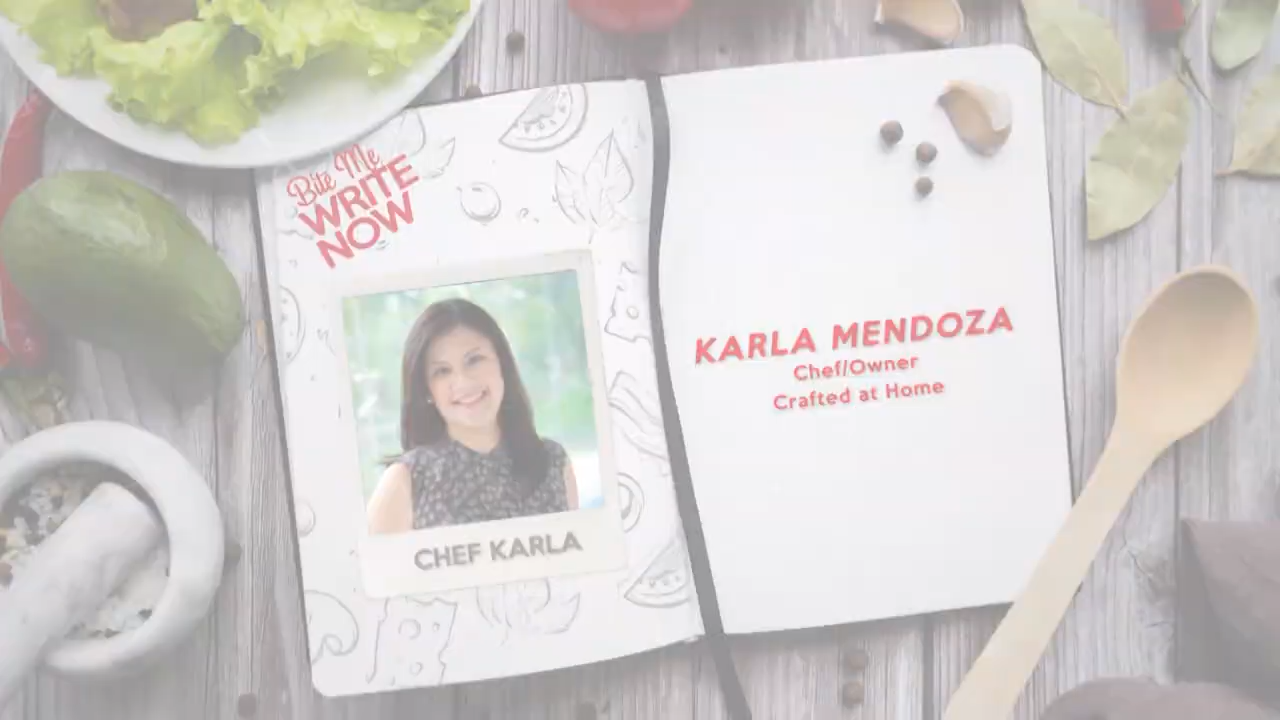 Bite Me
WRITE
NOW
CHEF KARLA
KARLA MENDOZA
Chef/Owner
Crafted at Home